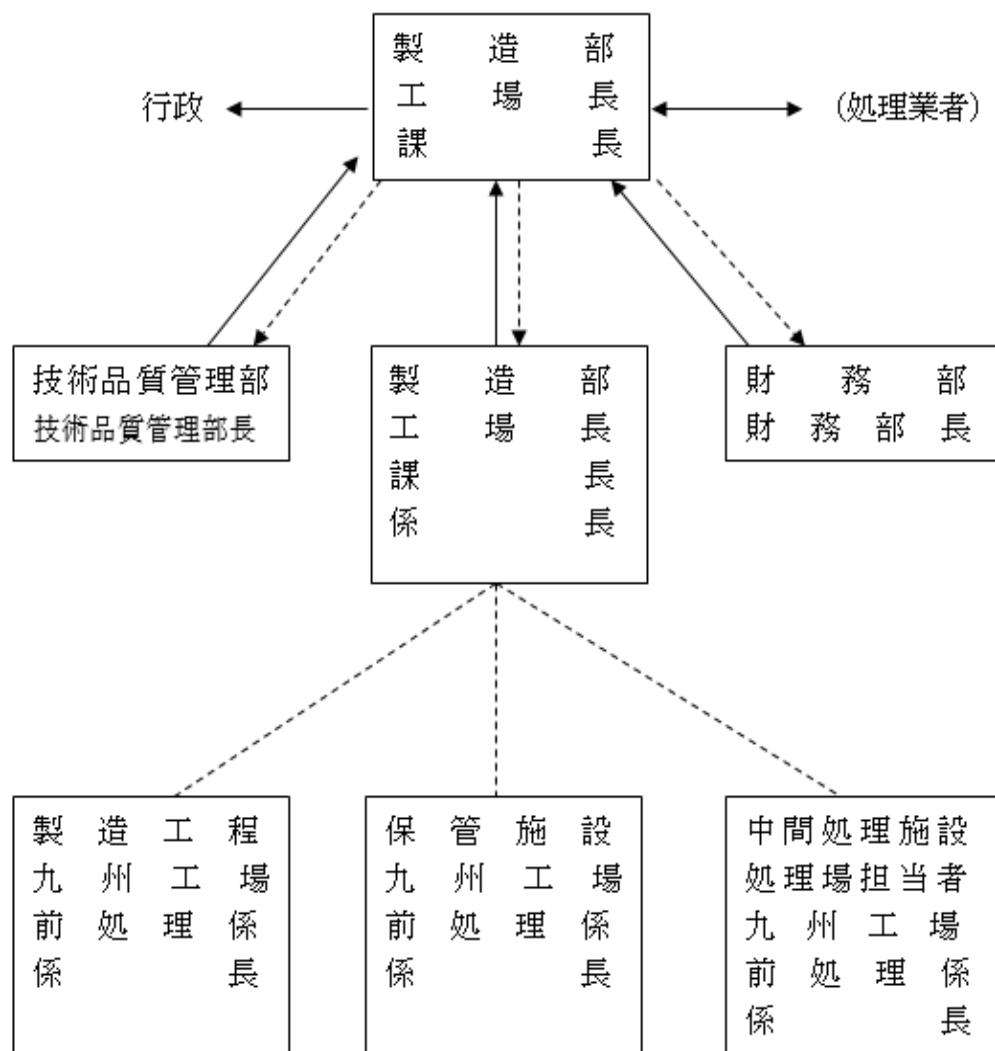 製造部
工場長
課長
行政
(処理業者)
技術品質管理部
技術品質管理部長
製造部
工場長
課長
係長
財務部
財務部長
製造工程
九州工場
前処理係
係長
保管施設
九州工場
前処理係
係長
中間処理施設
処理場担当者
九州工場
前処理係
係長